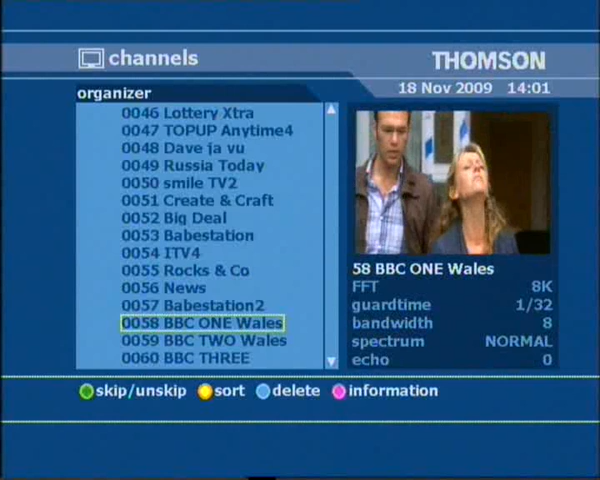 channels
THOMSON
18 Nov 2009 14:01
organizer
0046 Lottery Xtra
0047 TOPUP Anytime4
0048 Dave ja vu
0049 Russia Today
0050 smile TV2
0051 Create & Craft
0052 Big Deal
0053 Babestation
0054 ITV4
0055 Rocks & Co
0056 News
0057 Babestation2
0058 BBC ONE Wales
0059 BBC TWO Wales
0060 BBC THREE
58 BBC ONE Wales
FFT 8K
guardtime 1/32
bandwidth 8
spectrum NORMAL
echo 0
skip/unskip sort delete information